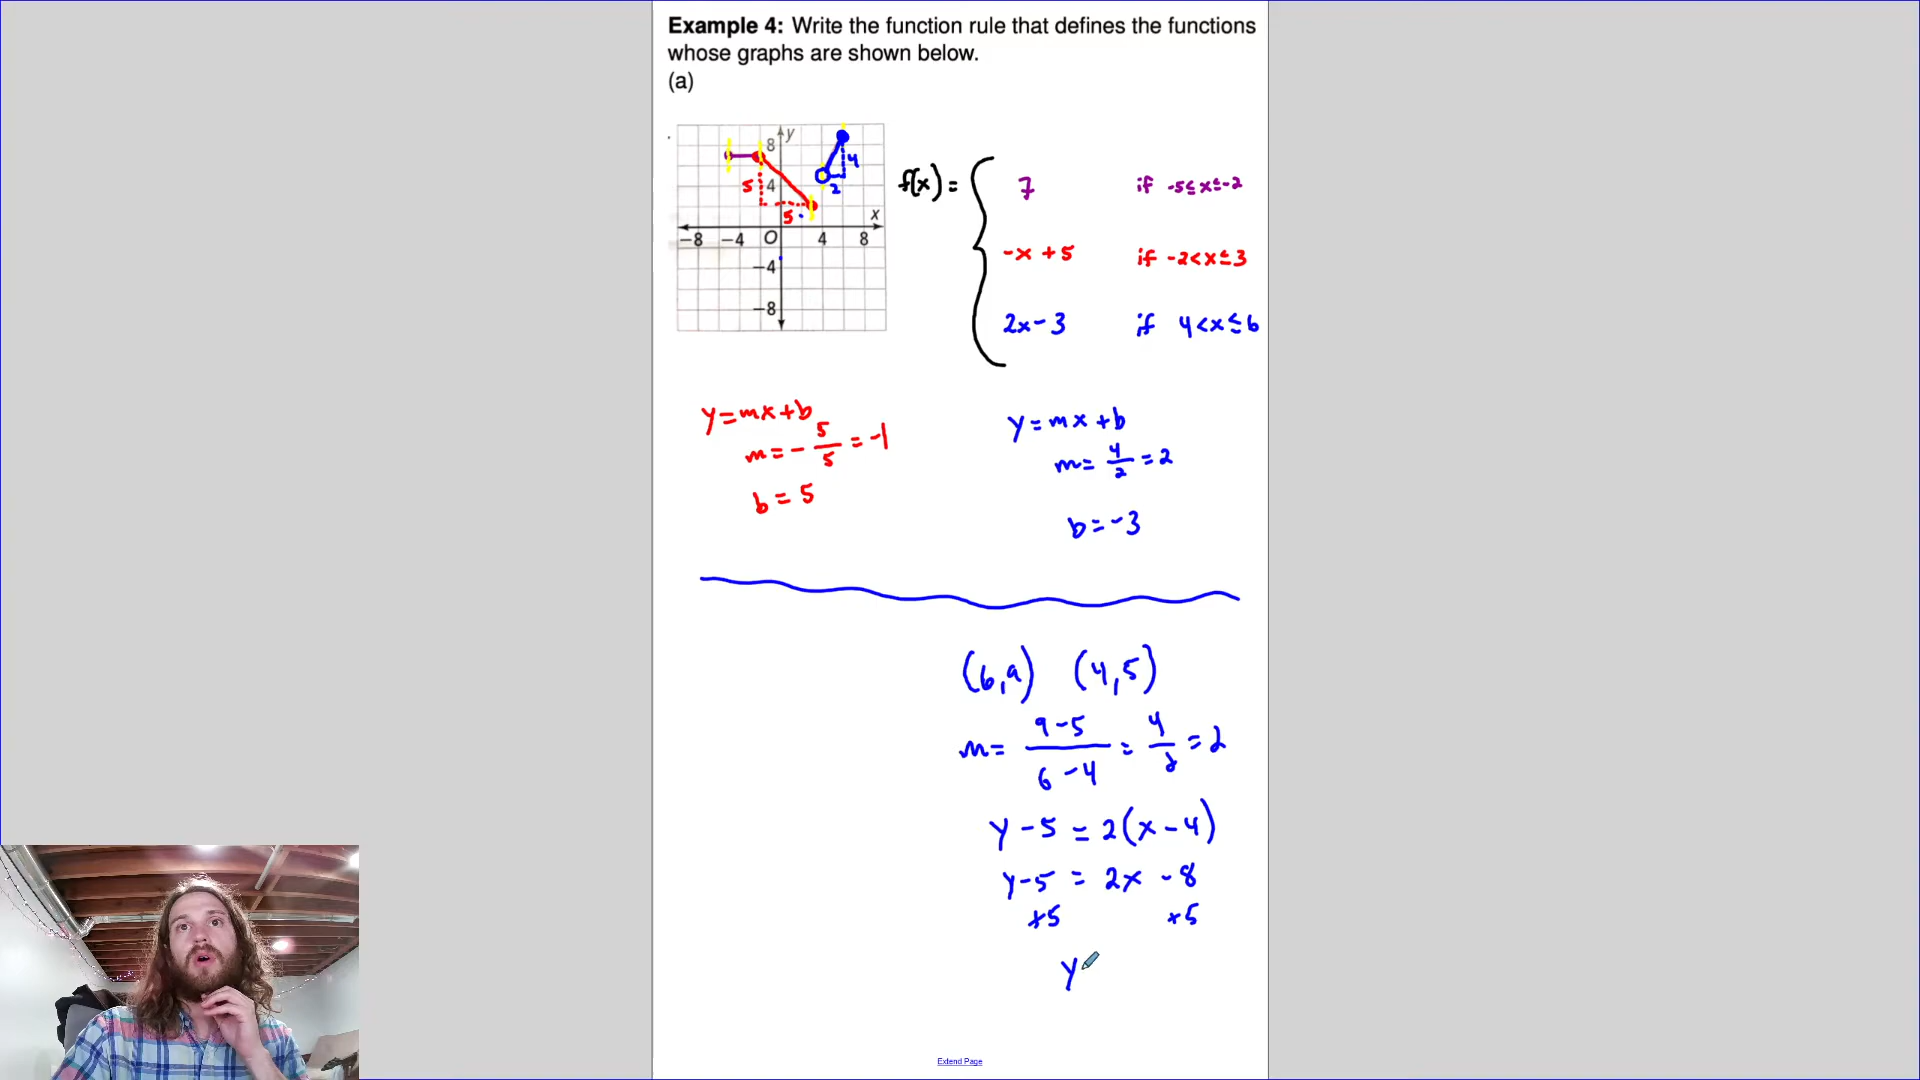 Example 4: Write the function rule that defines the functions
whose graphs are shown below.
(a)
8 y
4
5
5
4
2
x
-8 -4 O 4 8
-4
-8
f(x) = {
7 if -5≤x≤-2
-x + 5 if -2<x≤3
2x - 3 if 4<x≤6
y=mx+b
m = - 5/5 = -1
b = 5
y = mx + b
m = 4/2 = 2
b = -3
(6,9) (4,5)
m = 9-5/6-4 = 4/2 = 2
y - 5 = 2(x - 4)
y-5 = 2x - 8
+5 +5
y
Extend Page